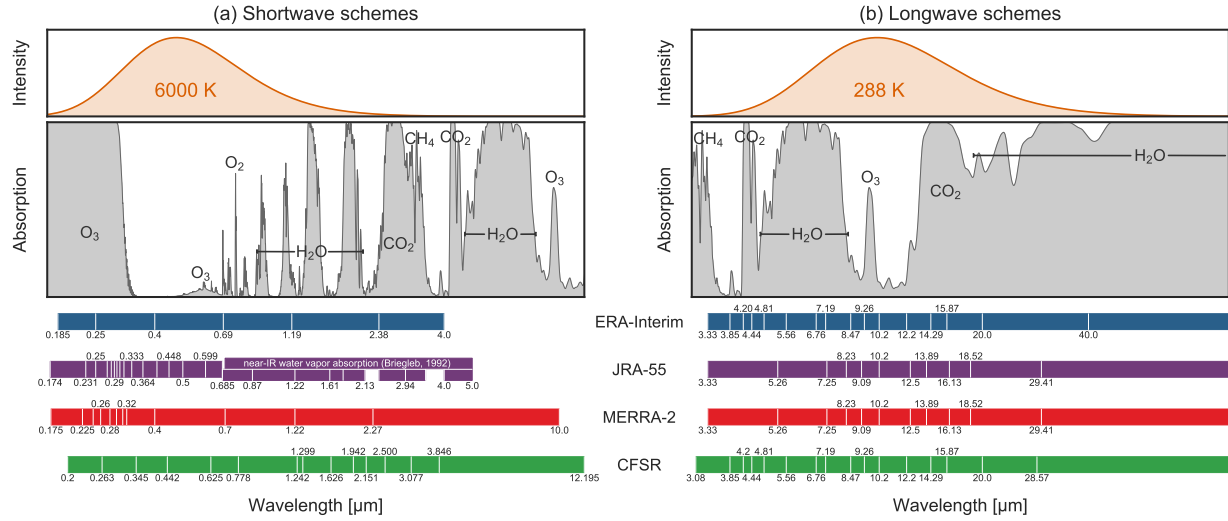 (a) Shortwave schemes
(b) Longwave schemes
Intensity
6000 K
Intensity
288 K
Absorption
O₃
O₃
O₂
H₂O
CO₂
CH₄
CO₂
H₂O
O₃
Absorption
CH₄
CO₂
H₂O
O₃
CO₂
H₂O
0.185 0.25 0.4 0.69 1.19 2.38 4.0
ERA-Interim
4.20 4.81 7.19 9.26 15.87
3.33 3.85 4.44 5.56 6.76 8.47 10.2 12.2 14.29 20.0 40.0
0.25 0.333 0.448 0.599
near-IR water vapor absorption (Briegleb, 1992)
0.174 0.231 0.29 0.364 0.5 0.685 0.87 1.22 1.61 2.13 2.94 4.0 5.0
JRA-55
8.23 10.2 13.89 18.52
3.33 5.26 7.25 9.09 12.5 16.13 29.41
0.26 0.32
0.175 0.225 0.28 0.4 0.7 1.22 2.27 10.0
MERRA-2
8.23 10.2 13.89 18.52
3.33 5.26 7.25 9.09 12.5 16.13 29.41
1.299 1.942 2.500 3.846
0.2 0.263 0.345 0.442 0.625 0.778 1.242 1.626 2.151 3.077 12.195
CFSR
4.2 4.81 7.19 9.26 15.87
3.08 3.85 4.44 5.56 6.76 8.47 10.2 12.2 14.29 20.0 28.57
Wavelength [µm]
Wavelength [µm]